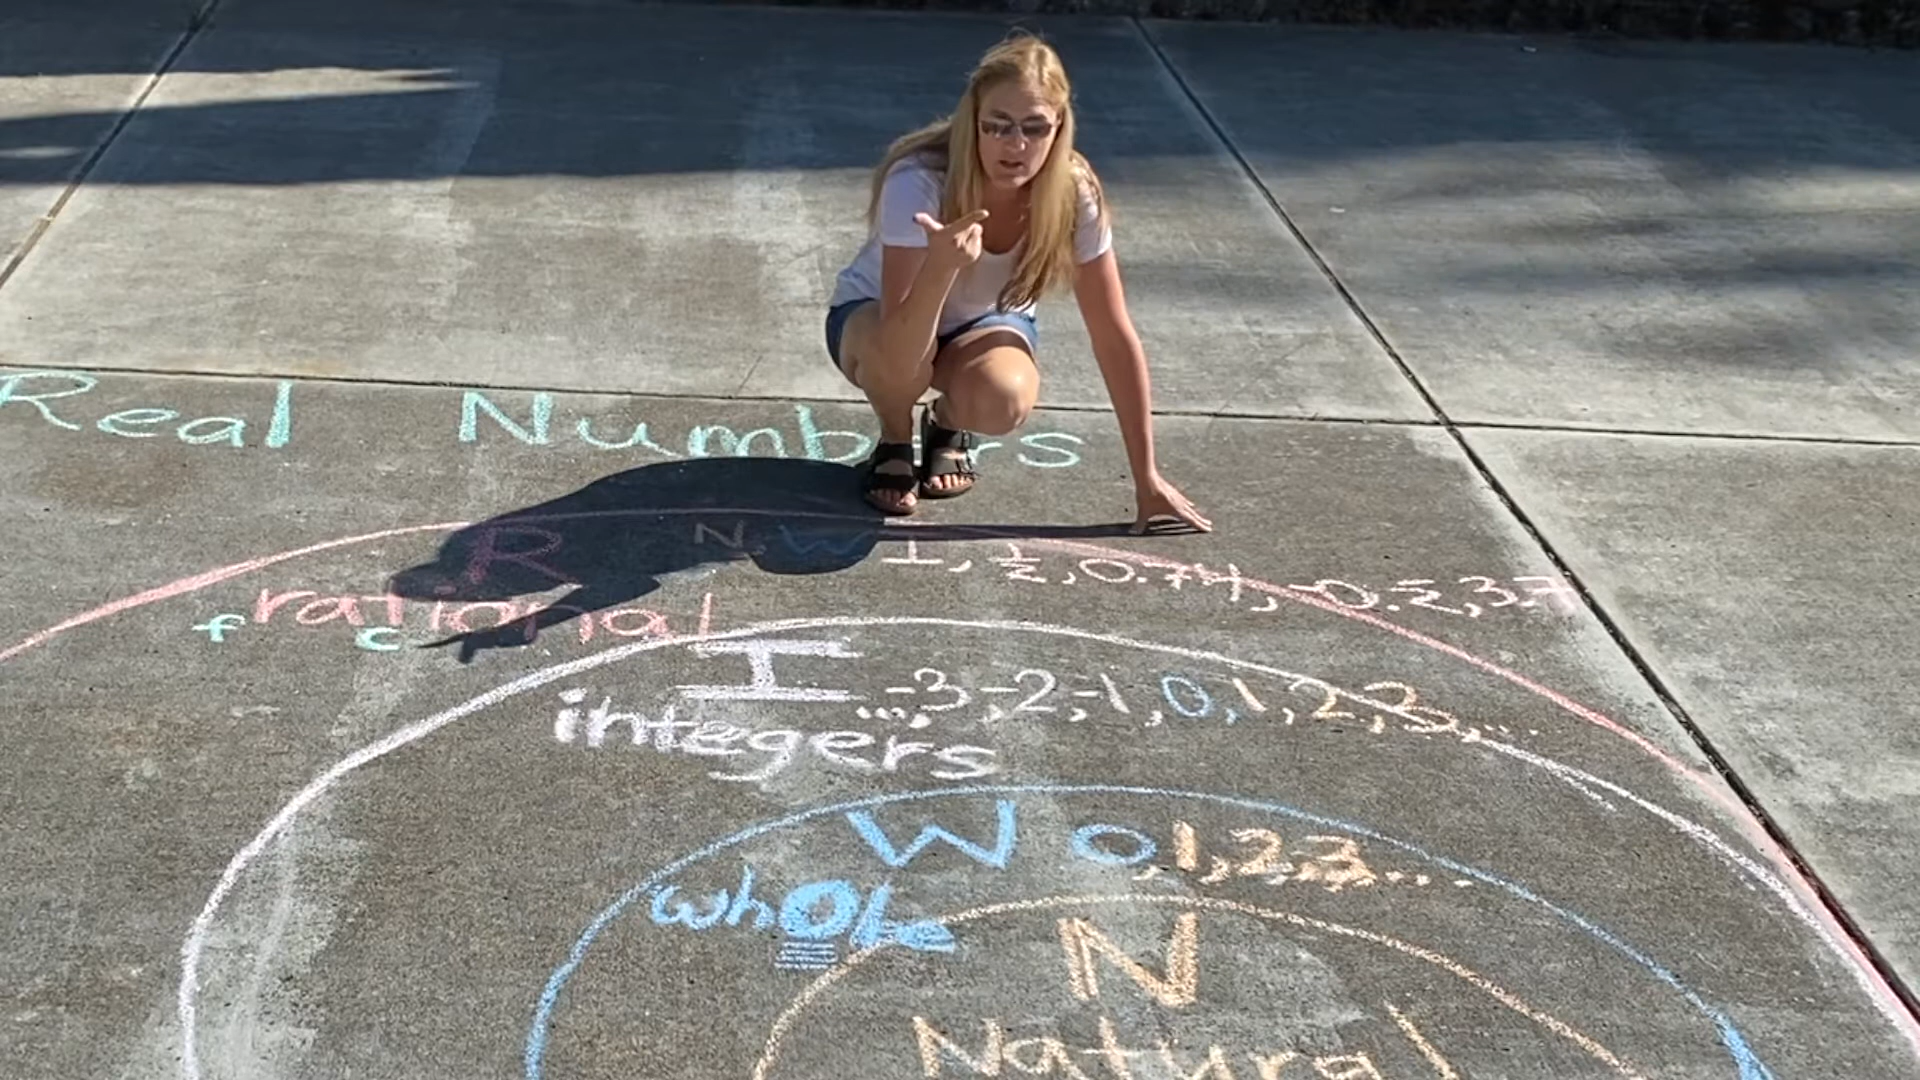 Real Numbers
R N W I, 1/2, 0.74, -0.2, 3.7
rational
f c
I ...,-3,-2,-1,0,1,2,3,...
integers
W 0,1,2,3,...
whole
N
Natural